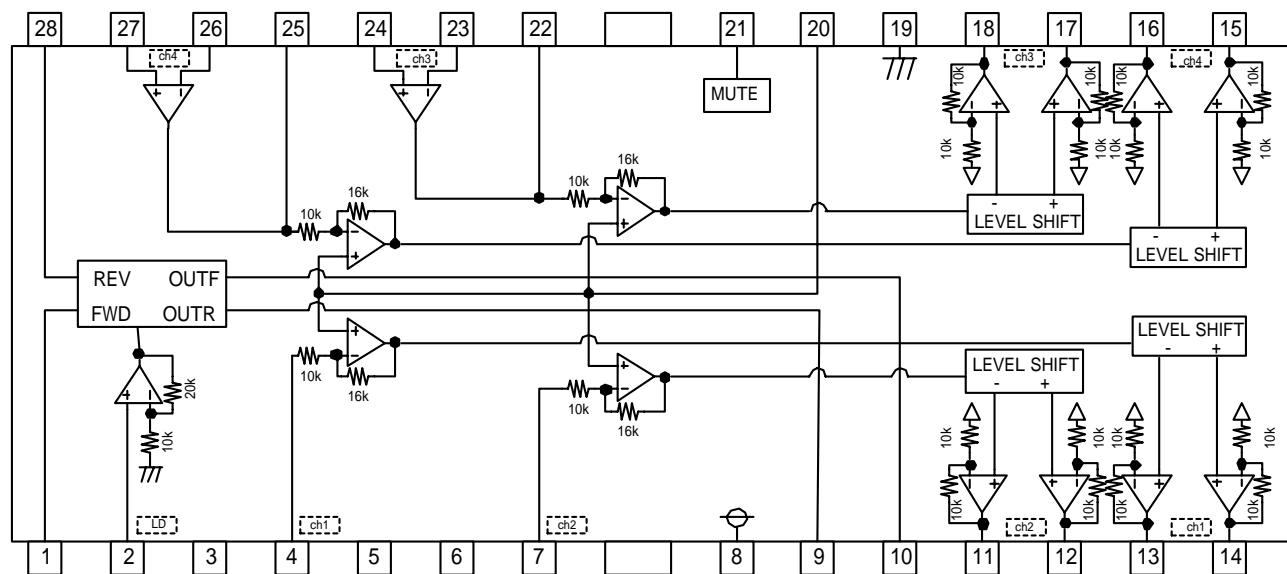 28 27 26 25 24 23 22 21 20 19 18 17 16 15
ch4 ch3 ch3 ch4
MUTE
+ - + - - + + - - + + -
10k 10k 10k 10k
10k 10k 10k 10k
16k
10k
- +
LEVEL SHIFT
16k
10k
- +
LEVEL SHIFT
REV OUTF
FWD OUTR
LEVEL SHIFT
- +
LEVEL SHIFT
- +
10k
16k
10k
16k
20k
10k
10k 10k 10k 10k
10k 10k 10k 10k
LD ch1 ch2 ch2 ch1
1 2 3 4 5 6 7 8 9 10 11 12 13 14